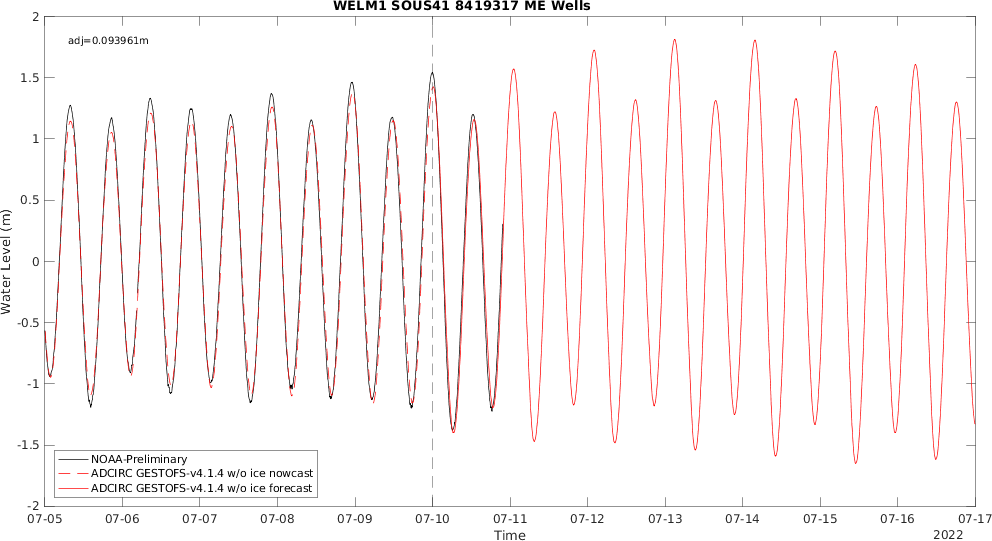 WELM1 SOUS41 8419317 ME Wells
adj=0.093961m
2
1.5
1
0.5
0
-0.5
-1
-1.5
-2
Water Level (m)
NOAA-Preliminary
ADCIRC GESTOFS-v4.1.4 w/o ice nowcast
ADCIRC GESTOFS-v4.1.4 w/o ice forecast
07-05 07-06 07-07 07-08 07-09 07-10 07-11 07-12 07-13 07-14 07-15 07-16 07-17
Time
2022